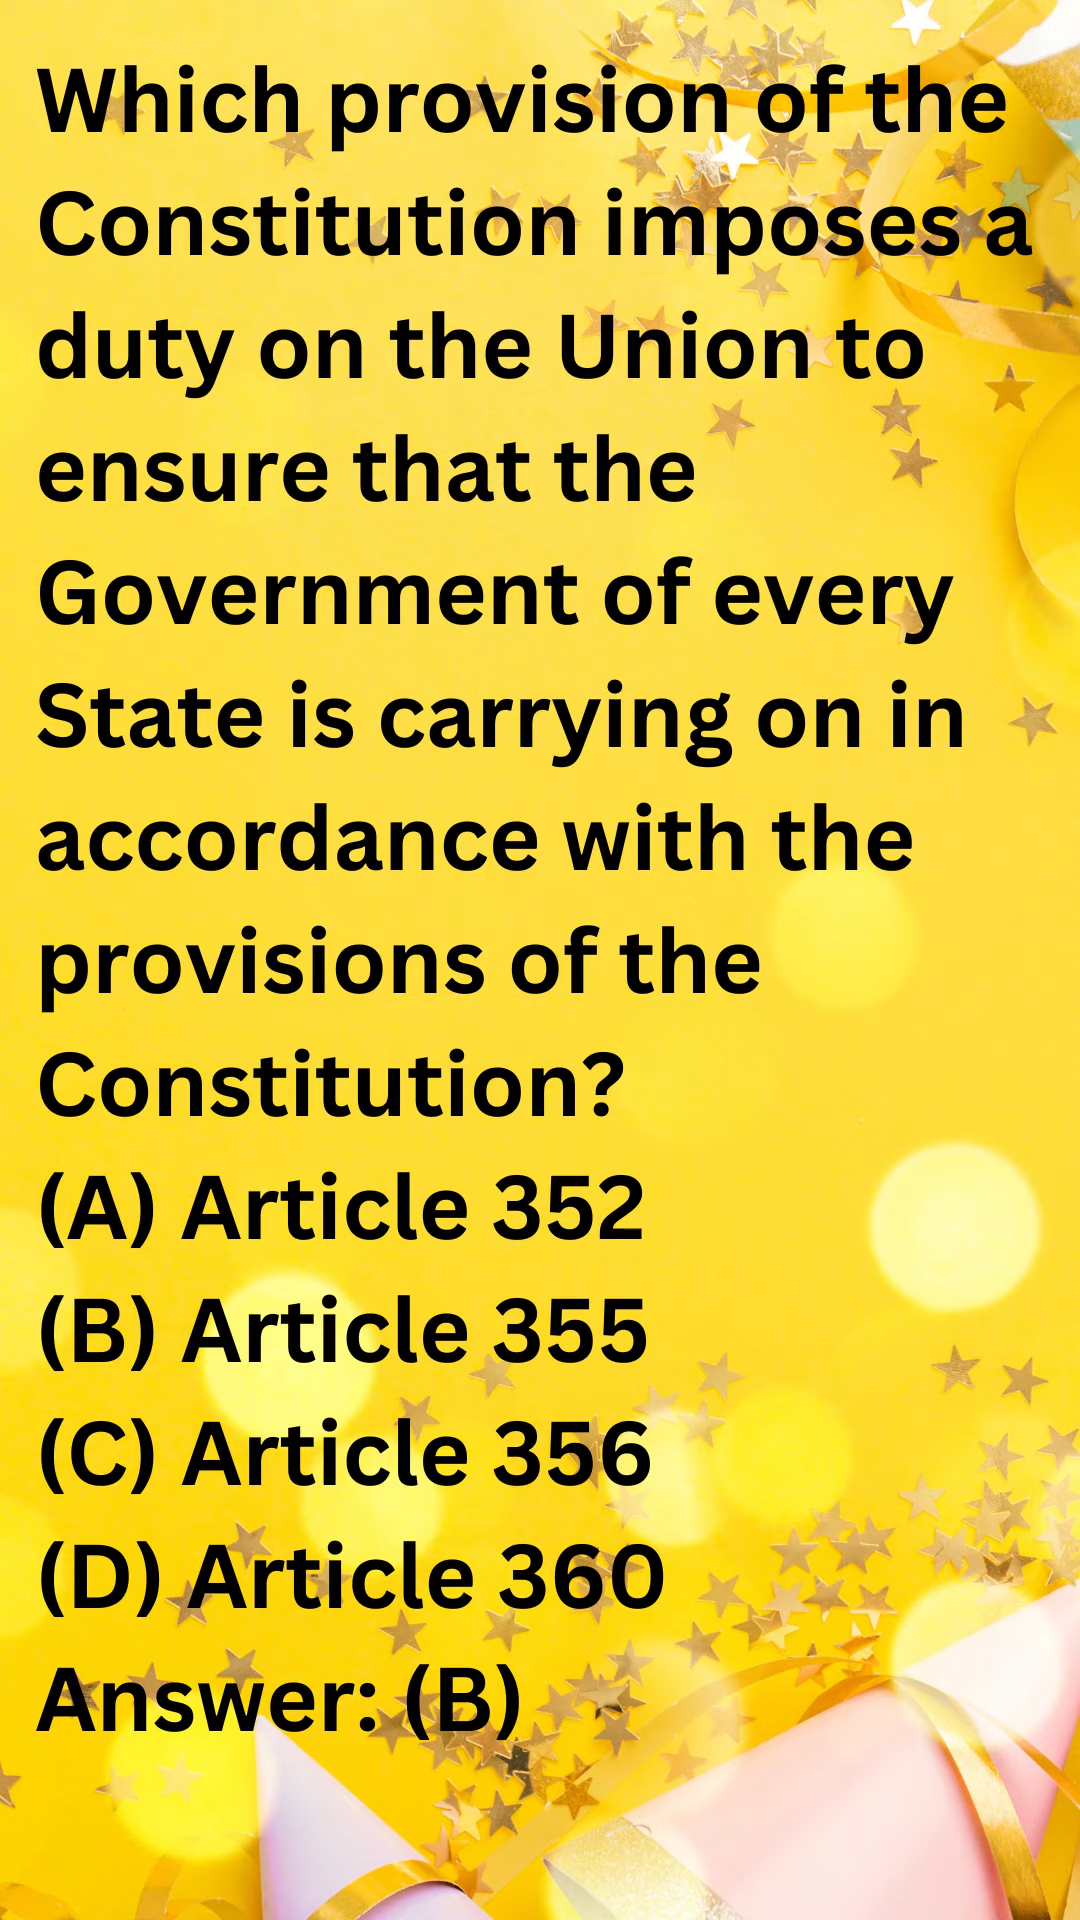 Which provision of the
Constitution imposes a
duty on the Union to
ensure that the
Government of every
State is carrying on in
accordance with the
provisions of the
Constitution?
(A) Article 352
(B) Article 355
(C) Article 356
(D) Article 360
Answer: (B)